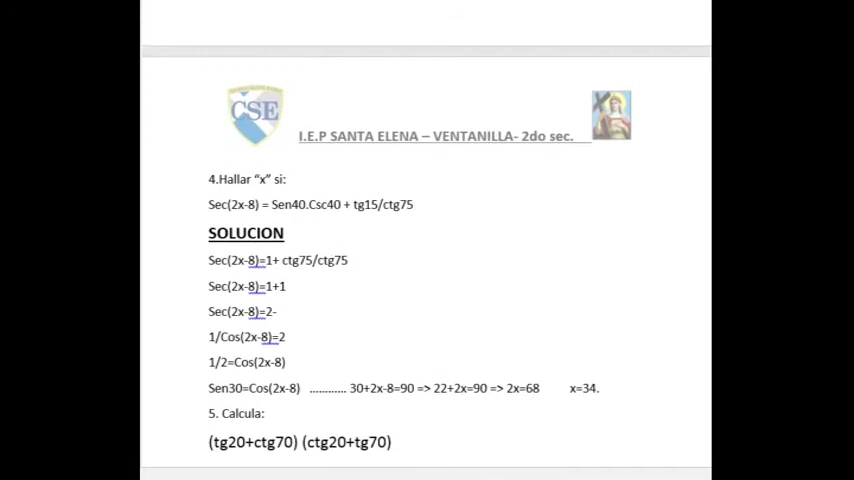 CSE
I.E.P SANTA ELENA – VENTANILLA- 2do sec.
4.Hallar “x” si:
Sec(2x-8) = Sen40.Csc40 + tg15/ctg75
SOLUCION
Sec(2x-8)=1+ ctg75/ctg75
Sec(2x-8)=1+1
Sec(2x-8)=2-
1/Cos(2x-8)=2
1/2=Cos(2x-8)
Sen30=Cos(2x-8) ............ 30+2x-8=90 => 22+2x=90 => 2x=68 x=34.
5. Calcula:
(tg20+ctg70) (ctg20+tg70)